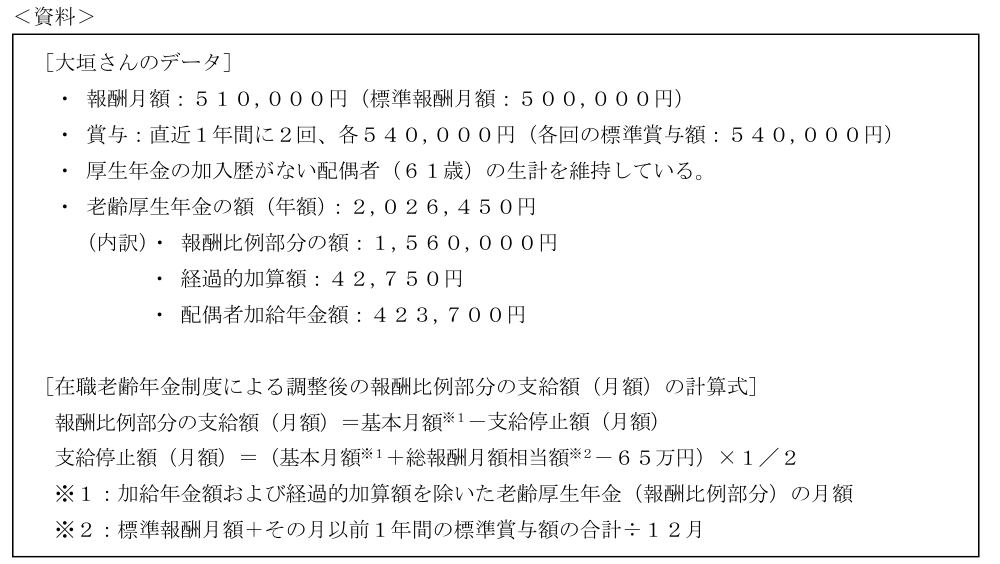 ＜資料＞
［大垣さんのデータ］
・ 報酬月額：５１０,０００円（標準報酬月額：５００,０００円）
・ 賞与：直近１年間に２回、各５４０,０００円（各回の標準賞与額：５４０,０００円）
・ 厚生年金の加入歴がない配偶者（６１歳）の生計を維持している。
・ 老齢厚生年金の額（年額）：２,０２６,４５０円
（内訳）・ 報酬比例部分の額：１,５６０,０００円
・ 経過的加算額：４２,７５０円
・ 配偶者加給年金額：４２３,７００円
［在職老齢年金制度による調整後の報酬比例部分の支給額（月額）の計算式］
報酬比例部分の支給額（月額）＝基本月額※１－支給停止額（月額）
支給停止額（月額）＝（基本月額※１＋総報酬月額相当額※２－６５万円）×１／２
※１：加給年金額および経過的加算額を除いた老齢厚生年金（報酬比例部分）の月額
※２：標準報酬月額＋その月以前１年間の標準賞与額の合計÷１２月